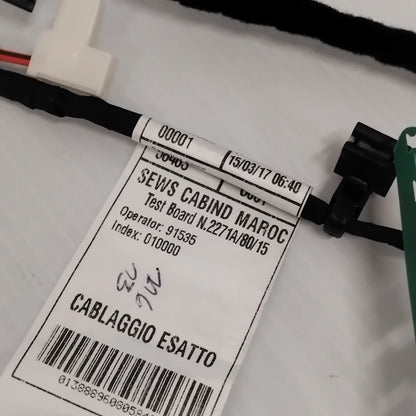 00001
15/03/17 06:40
SEWS CABIND MAROC
Test Board N.2271A/80/15
Operator: 91535
Index: 010000
CABLAGGIO ESATTO